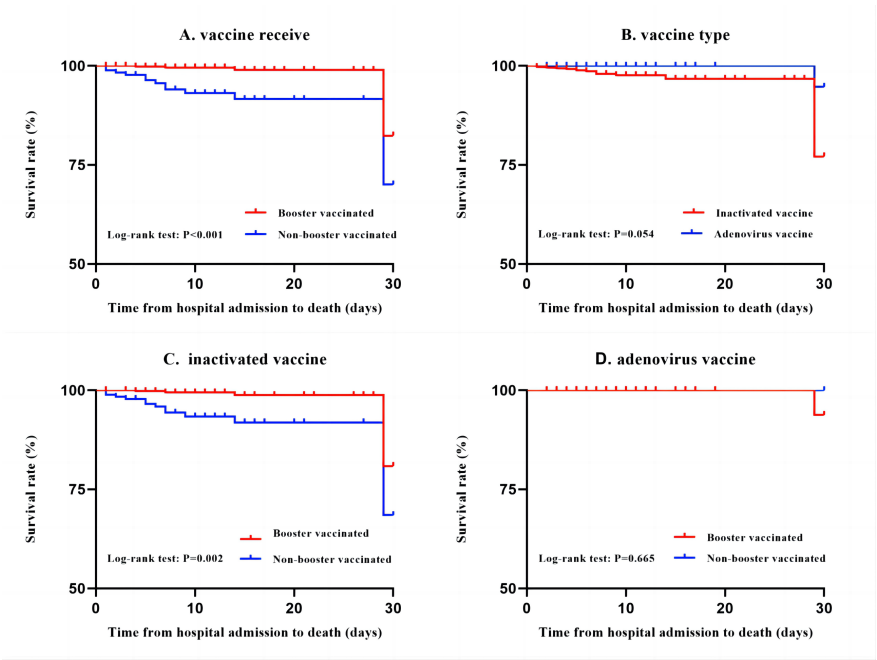 A. vaccine receive
100
75
50
Survival rate (%)
Booster vaccinated
Non-booster vaccinated
Log-rank test: P<0.001
0 10 20 30
Time from hospital admission to death (days)
B. vaccine type
100
75
50
Survival rate (%)
Inactivated vaccine
Adenovirus vaccine
Log-rank test: P=0.054
0 10 20 30
Time from hospital admission to death (days)
C. inactivated vaccine
100
75
50
Survival rate (%)
Booster vaccinated
Non-booster vaccinated
Log-rank test: P=0.002
0 10 20 30
Time from hospital admission to death (days)
D. adenovirus vaccine
100
75
50
Survival rate (%)
Booster vaccinated
Non-booster vaccinated
Log-rank test: P=0.665
0 10 20 30
Time from hospital admission to death (days)